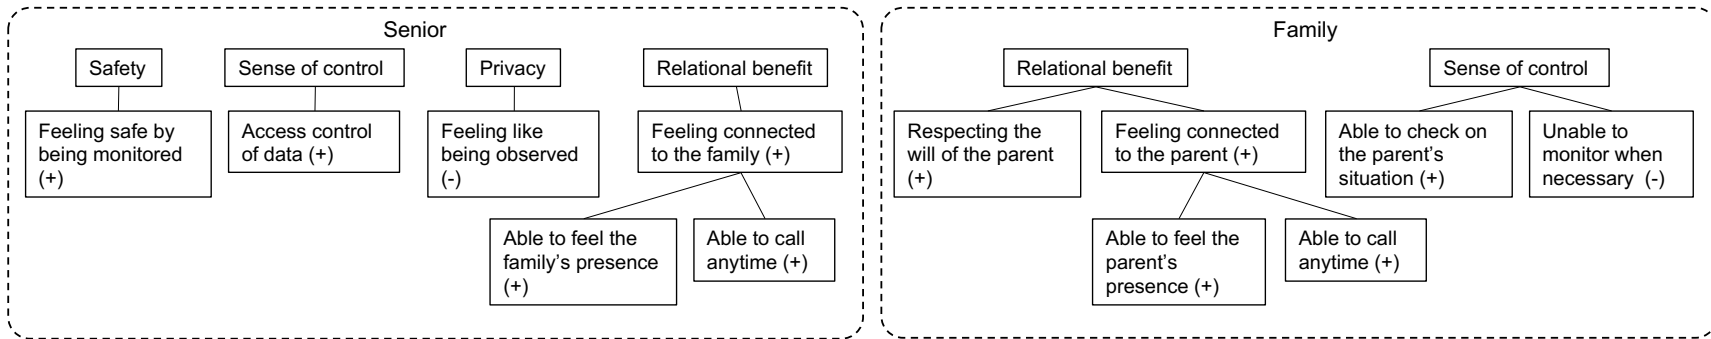 Senior
Safety
Sense of control
Privacy
Relational benefit
Feeling safe by
being monitored
(+)
Access control
of data (+)
Feeling like
being observed
(-)
Feeling connected
to the family (+)
Able to feel the
family's presence
(+)
Able to call
anytime (+)
Family
Relational benefit
Sense of control
Respecting the
will of the parent
(+)
Feeling connected
to the parent (+)
Able to check on
the parent's
situation (+)
Unable to
monitor when
necessary (-)
Able to feel the
parent's
presence (+)
Able to call
anytime (+)